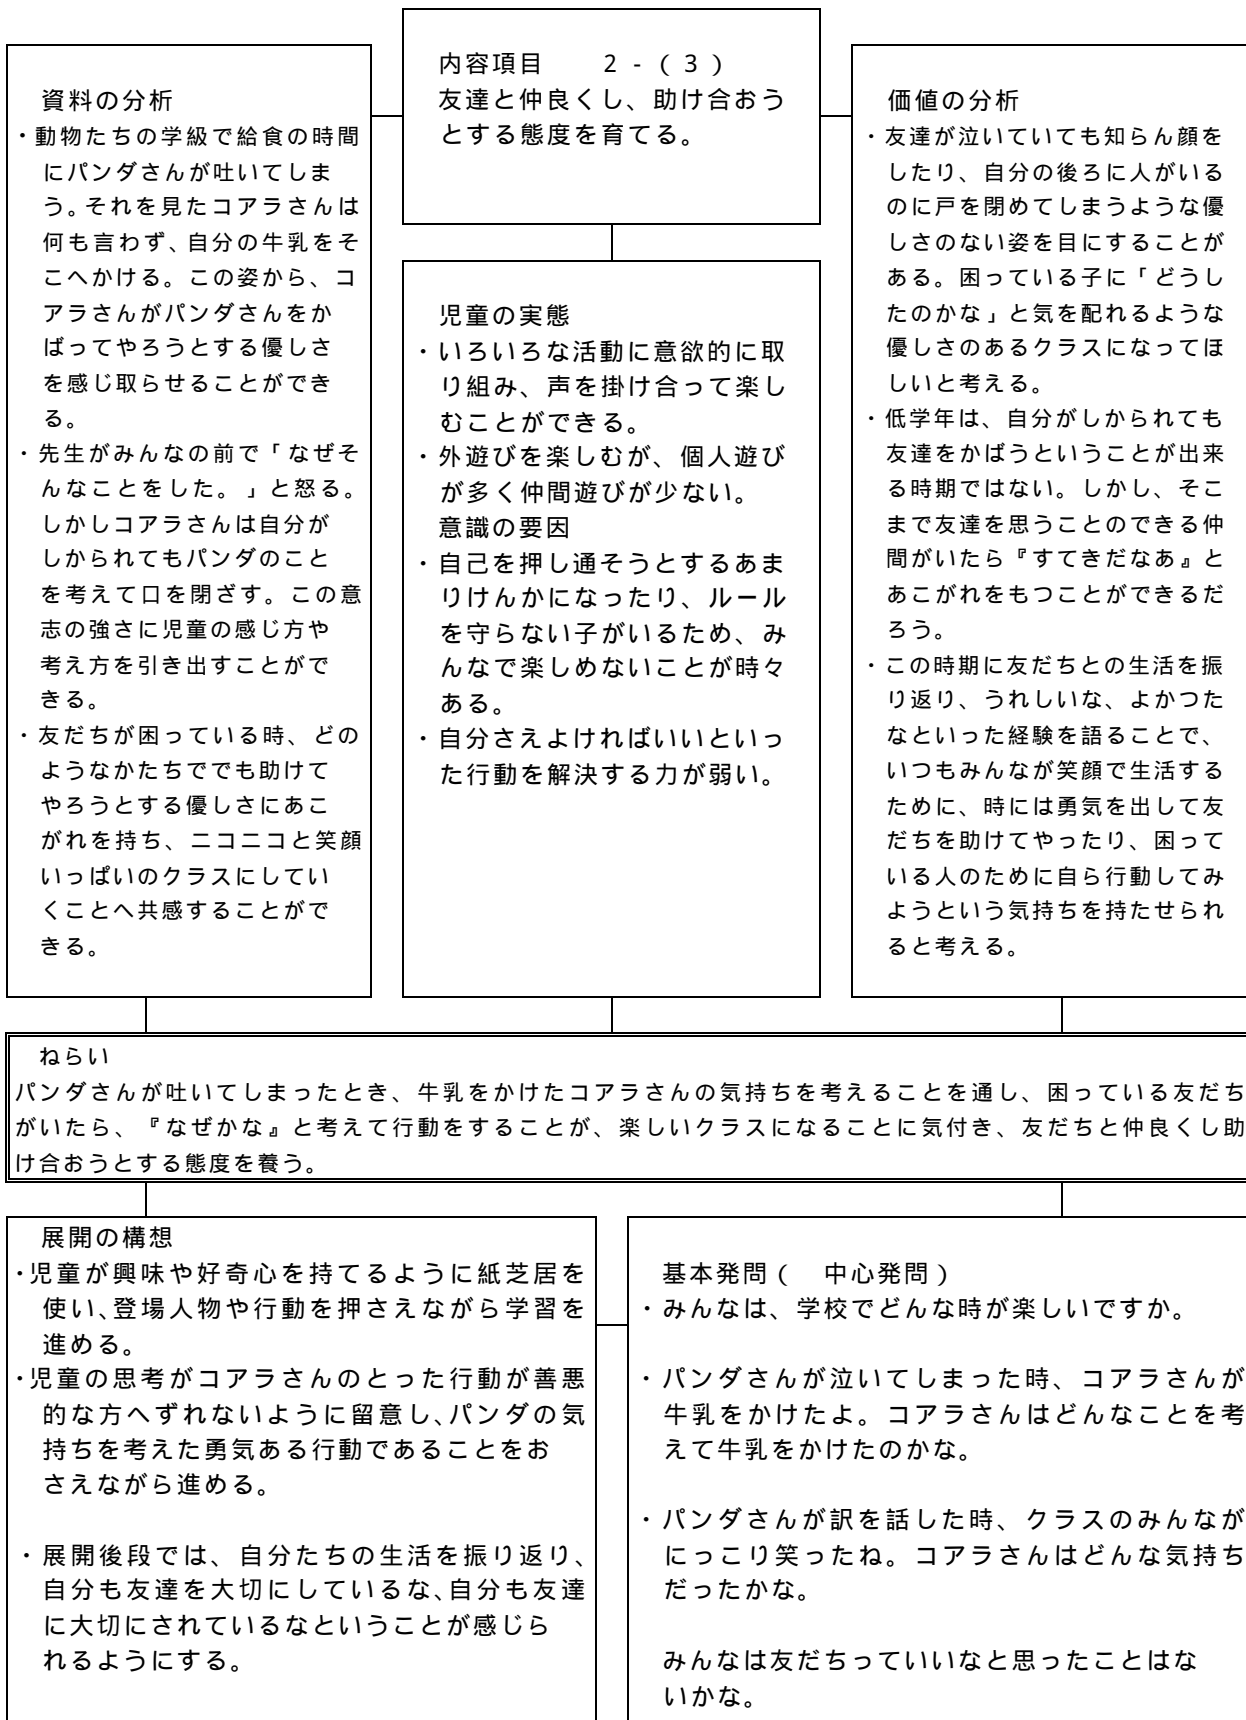 内容項目　　２-(３)
友達と仲良くし、助け合おう
とする態度を育てる。
資料の分析
・動物たちの学級で給食の時間
にパンダさんが吐いてしま
う。それを見たコアラさんは
何も言わず、自分の牛乳をそ
こへかける。この姿から、コ
アラさんがパンダさんをか
ばってやろうとする優しさ
を感じ取らせることができ
る。
・先生がみんなの前で「なぜそ
んなことをした。」と怒る。
しかしコアラさんは自分が
しかられてもパンダのこと
を考えて口を閉ざす。この意
志の強さに児童の感じ方や
考え方を引き出すことがで
きる。
・友だちが困っている時、どの
ようなかたちででも助けて
やろうとする優しさにあこ
がれを持ち、ニコニコと笑顔
いっぱいのクラスにしてい
くことへ共感することがで
きる。
児童の実態
・いろいろな活動に意欲的に取
り組み、声を掛け合って楽し
むことができる。
・外遊びを楽しむが、個人遊び
が多く仲間遊びが少ない。
意識の要因
・自己を押し通そうとするあま
りけんかになったり、ルール
を守らない子がいるため、み
んなで楽しめないことが時々
ある。
・自分さえよければいいといっ
た行動を解決する力が弱い。
価値の分析
・友達が泣いていても知らん顔を
したり、自分の後ろに人がいる
のに戸を閉めてしまうような優
しさのない姿を目にすることが
ある。困っている子に「どうし
たのかな」と気を配れるような
優しさのあるクラスになってほ
しいと考える。
・低学年は、自分がしかられても
友達をかばうということが出来
る時期ではない。しかし、そこ
まで友達を思うことのできる仲
間がいたら『すてきだなあ』と
あこがれをもつことができるだ
ろう。
・この時期に友だちとの生活を振
り返り、うれしいな、よかつた
なといった経験を語ることで、
いつもみんなが笑顔で生活する
ために、時には勇気を出して友
だちを助けてやったり、困って
いる人のために自ら行動してみ
ようという気持ちを持たせられ
ると考える。
ねらい
パンダさんが吐いてしまったとき、牛乳をかけたコアラさんの気持ちを考えることを通し、困っている友だち
がいたら、『なぜかな』と考えて行動をすることが、楽しいクラスになることに気付き、友だちと仲良くし助
け合おうとする態度を養う。
展開の構想
・児童が興味や好奇心を持てるように紙芝居を
使い、登場人物や行動を押さえながら学習を
進める。
・児童の思考がコアラさんのとった行動が善悪
的な方へずれないように留意し、パンダの気
持ちを考えた勇気ある行動であることをお
さえながら進める。
・展開後段では、自分たちの生活を振り返り、
自分も友達を大切にしているな、自分も友達
に大切にされているなということが感じら
れるようにする。
基本発問(　中心発問)
・みんなは、学校でどんな時が楽しいですか。
・パンダさんが泣いてしまった時、コアラさんが
牛乳をかけたよ。コアラさんはどんなことを考
えて牛乳をかけたのかな。
・パンダさんが訳を話した時、クラスのみんなが
にっこり笑ったね。コアラさんはどんな気持ち
だったかな。
みんなは友だちっていいなと思ったことはな
いかな。